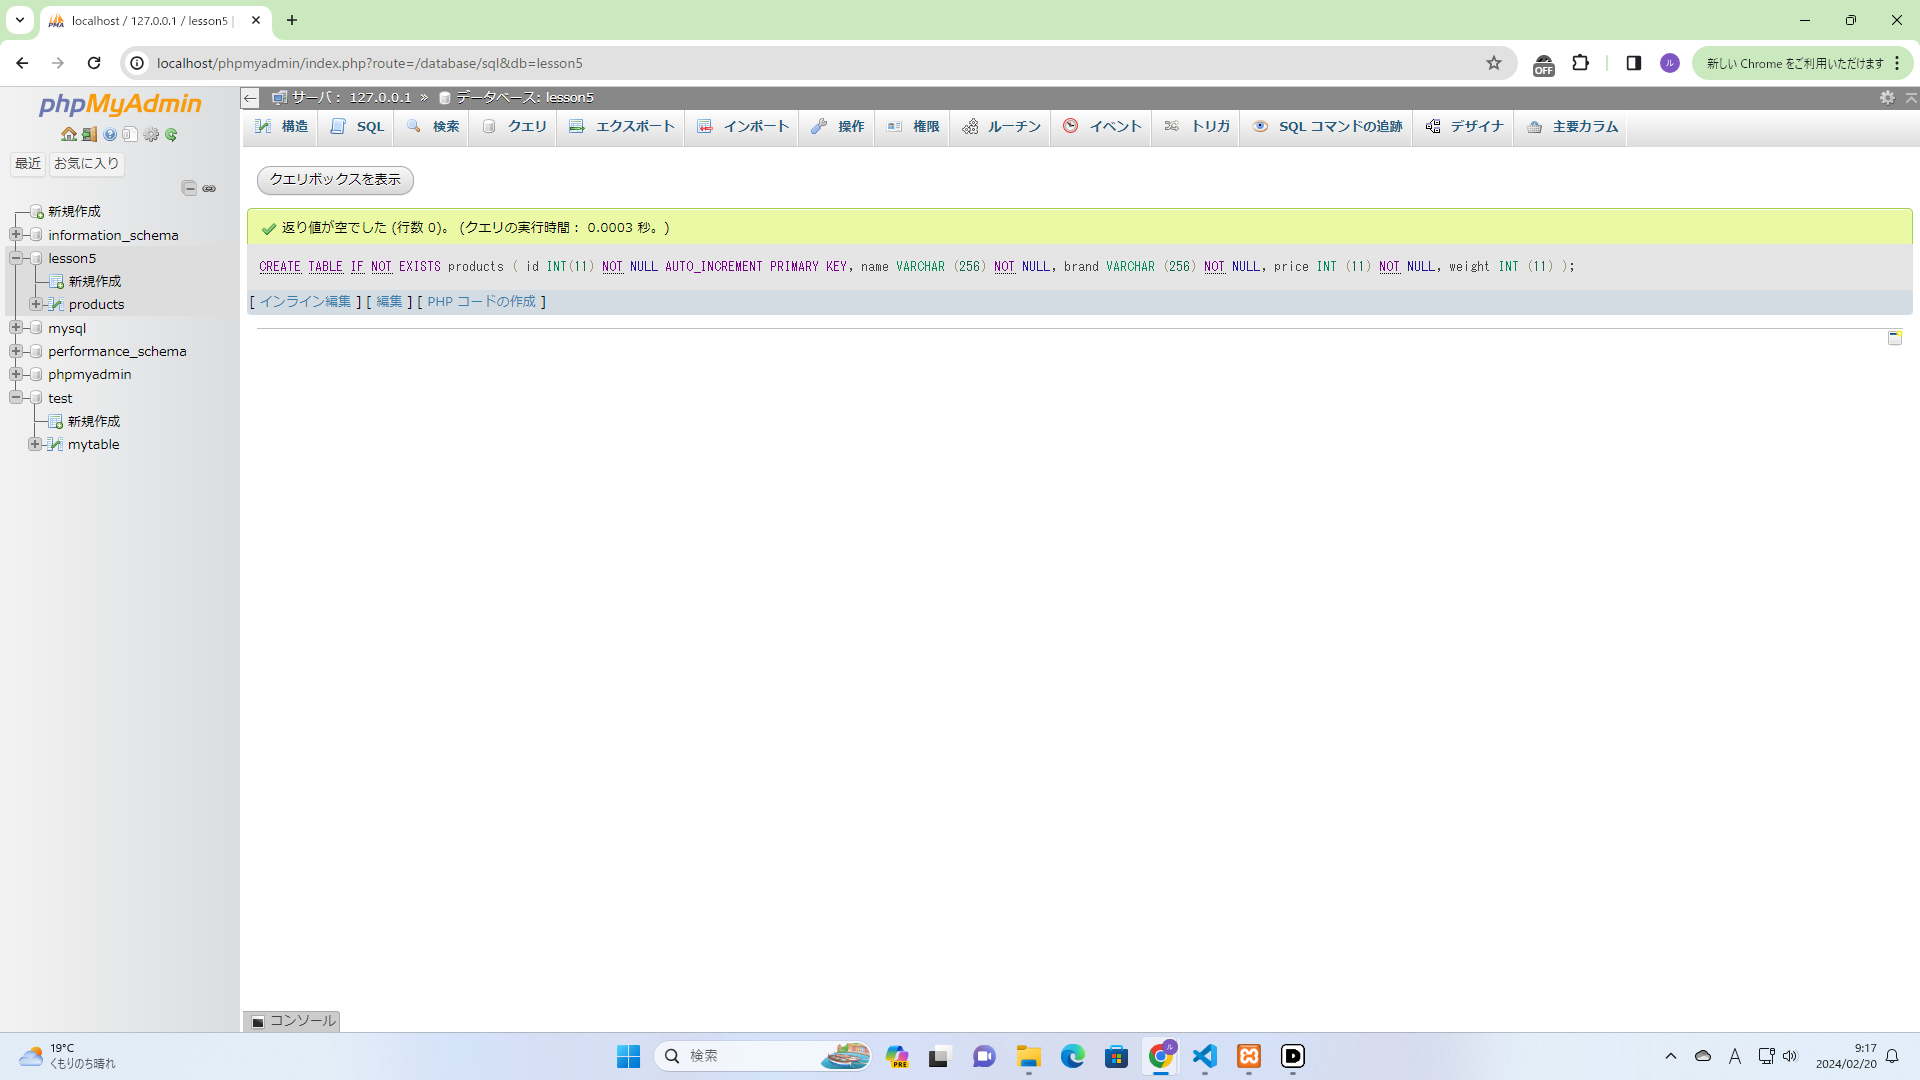 localhost / 127.0.0.1 / lesson5 |
localhost/phpmyadmin/index.php?route=/database/sql&db=lesson5
OFF
ル
新しい Chrome をご利用いただけます
phpMyAdmin
最近 お気に入り
新規作成
information_schema
lesson5
新規作成
products
mysql
performance_schema
phpmyadmin
test
新規作成
mytable
サーバ: 127.0.0.1 » データベース: lesson5
構造 SQL 検索 クエリ エクスポート インポート 操作 権限 ルーチン イベント トリガ SQL コマンドの追跡 デザイナ 主要カラム
クエリボックスを表示
返り値が空でした (行数 0)。 (クエリの実行時間: 0.0003 秒。)
CREATE TABLE IF NOT EXISTS products ( id INT(11) NOT NULL AUTO_INCREMENT PRIMARY KEY, name VARCHAR (256) NOT NULL, brand VARCHAR (256) NOT NULL, price INT (11) NOT NULL, weight INT (11) );
[ インライン編集 ] [ 編集 ] [ PHP コードの作成 ]
コンソール
19°C
くもりのち晴れ
検索
PRE
ル
D
A
9:17
2024/02/20